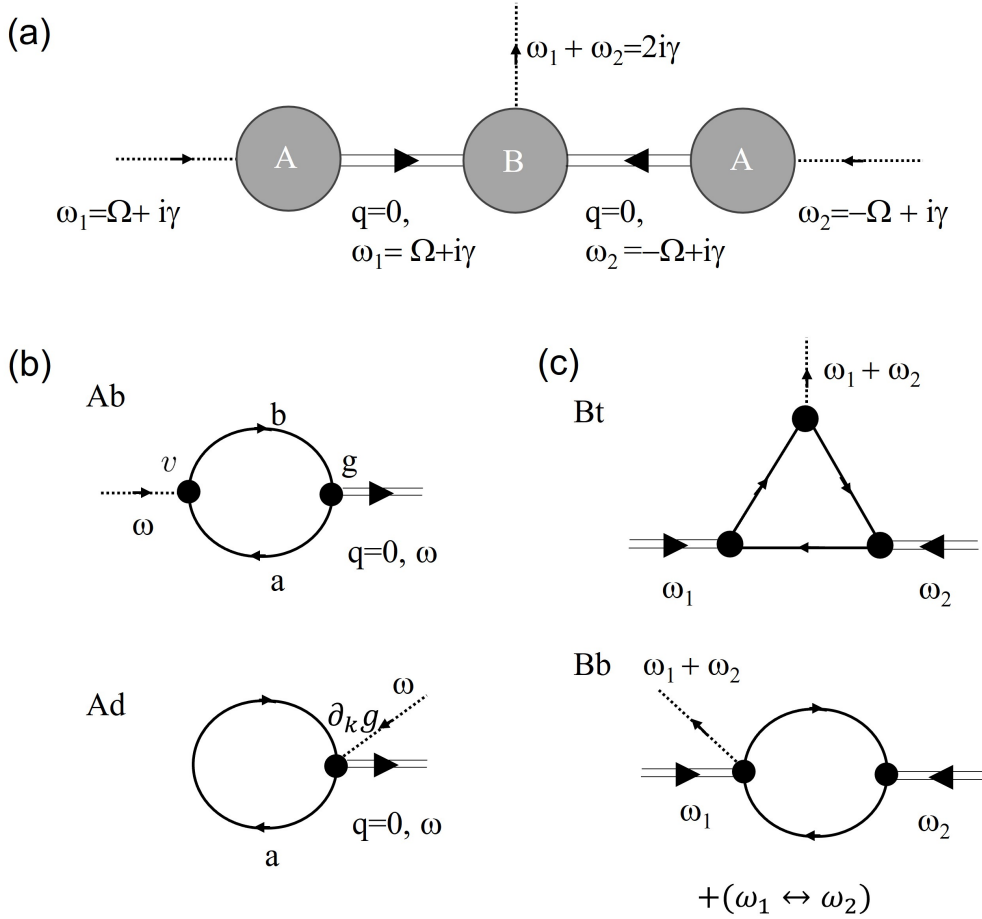 (a)
ω₁ + ω₂=2iγ
A
B
A
ω₁=Ω+ iγ
q=0,
ω₁= Ω+iγ
q=0,
ω₂ =−Ω+iγ
ω₂=−Ω + iγ
(b)
Ab
b
v
g
ω
q=0, ω
a
Ad
ω
∂ₖg
q=0, ω
a
(c)
Bt
ω₁ + ω₂
ω₁
ω₂
Bb
ω₁ + ω₂
ω₁
ω₂
+(ω₁ ↔ ω₂)